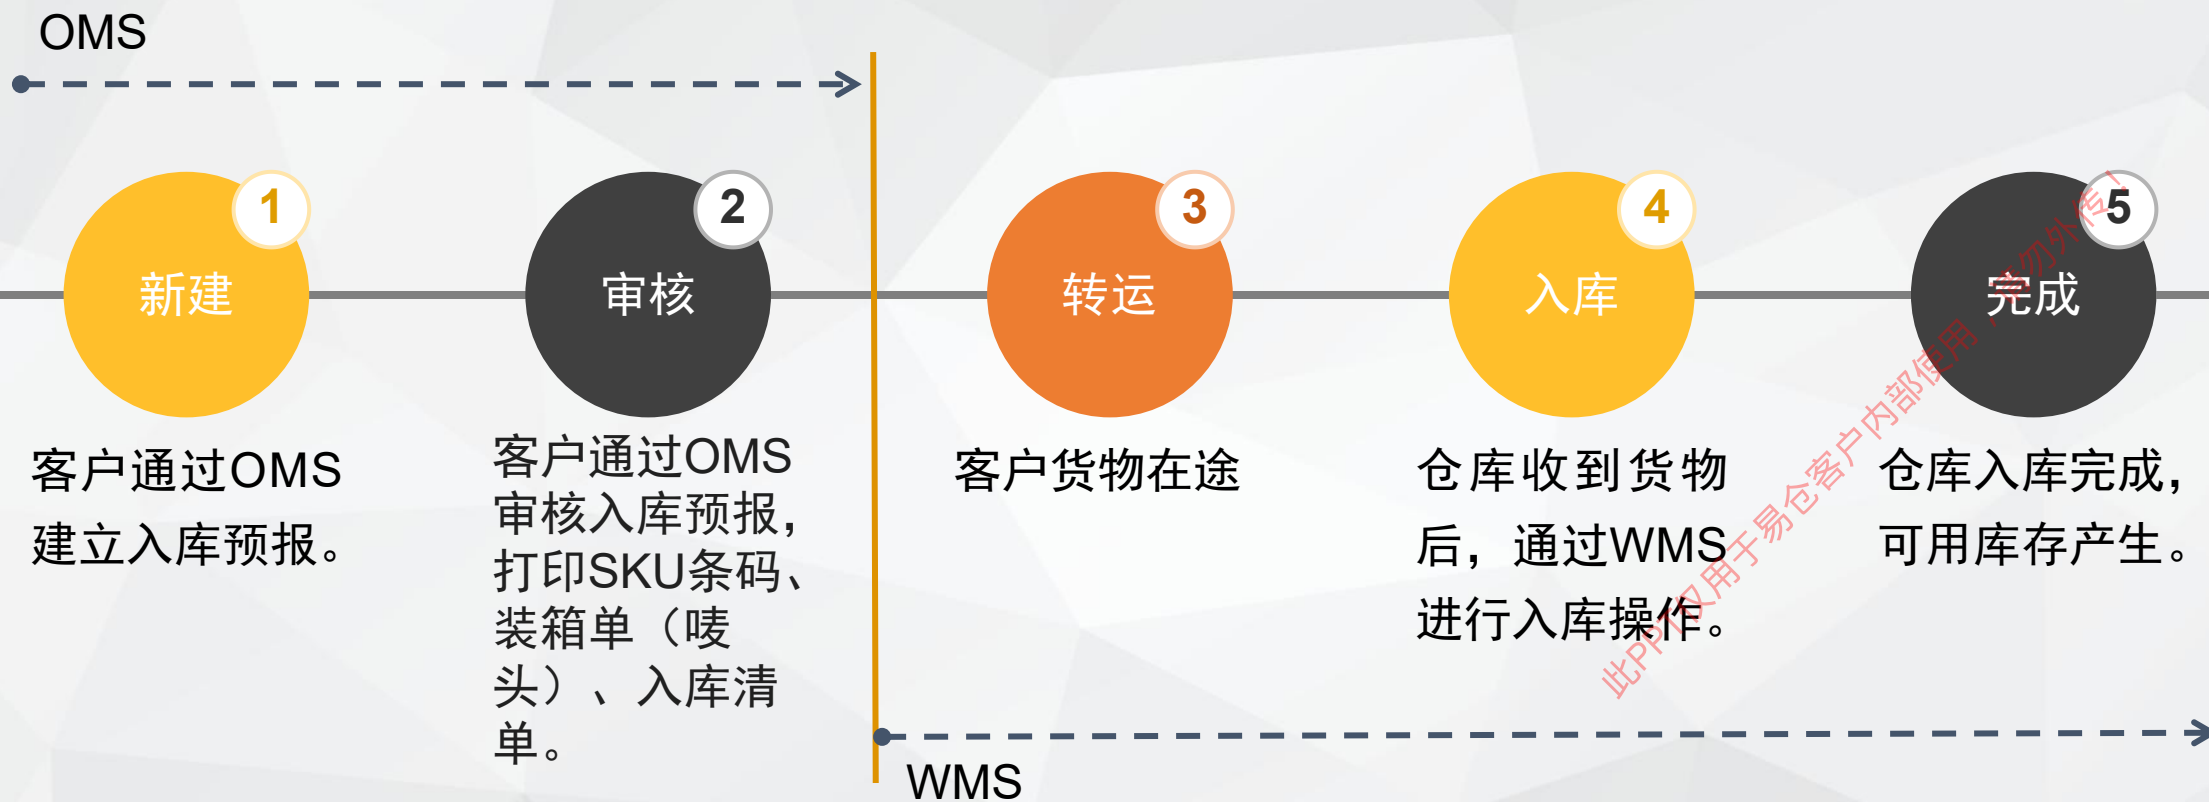 OMS
1
新建
客户通过OMS
建立入库预报。
2
审核
客户通过OMS
审核入库预报，
打印SKU条码、
装箱单（唛
头）、入库清
单。
3
转运
客户货物在途
4
入库
仓库收到货物
后，通过WMS
进行入库操作。
5
完成
仓库入库完成，
可用库存产生。
WMS
此PPT仅用于易仓客户内部使用，请勿外传！